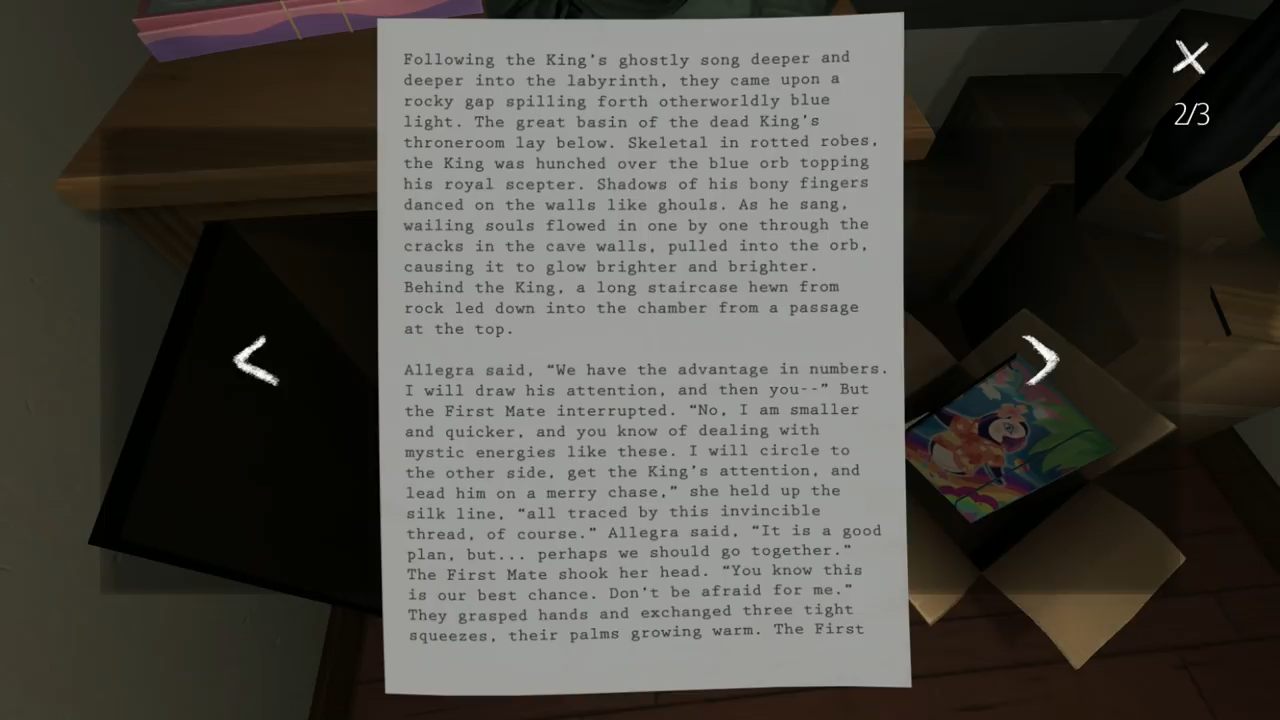 Following the King's ghostly song deeper and
deeper into the labyrinth, they came upon a
rocky gap spilling forth otherworldly blue
light. The great basin of the dead King's
throneroom lay below. Skeletal in rotted robes,
the King was hunched over the blue orb topping
his royal scepter. Shadows of his bony fingers
danced on the walls like ghouls. As he sang,
wailing souls flowed in one by one through the
cracks in the cave walls, pulled into the orb,
causing it to glow brighter and brighter.
Behind the King, a long staircase hewn from
rock led down into the chamber from a passage
at the top.
Allegra said, “We have the advantage in numbers.
I will draw his attention, and then you--” But
the First Mate interrupted. “No, I am smaller
and quicker, and you know of dealing with
mystic energies like these. I will circle to
the other side, get the King's attention, and
lead him on a merry chase,” she held up the
silk line, “all traced by this invincible
thread, of course.” Allegra said, “It is a good
plan, but... perhaps we should go together.”
The First Mate shook her head. “You know this
is our best chance. Don't be afraid for me.”
They grasped hands and exchanged three tight
squeezes, their palms growing warm. The First
2/3